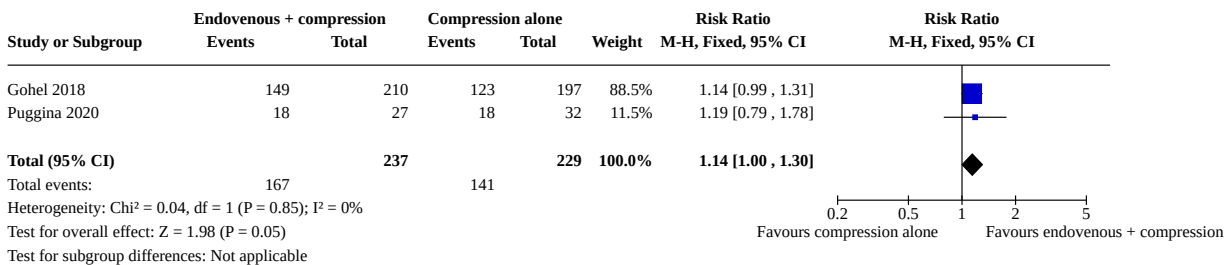 Endovenous + compression Compression alone Risk Ratio Risk Ratio
Study or Subgroup Events Total Events Total Weight M-H, Fixed, 95% CI M-H, Fixed, 95% CI
Gohel 2018 149 210 123 197 88.5% 1.14 [0.99 , 1.31]
Puggina 2020 18 27 18 32 11.5% 1.19 [0.79 , 1.78]
Total (95% CI) 237 229 100.0% 1.14 [1.00 , 1.30]
Total events: 167 141
Heterogeneity: Chi² = 0.04, df = 1 (P = 0.85); I² = 0%
0.2 0.5 1 2 5
Test for overall effect: Z = 1.98 (P = 0.05) Favours compression alone Favours endovenous + compression
Test for subgroup differences: Not applicable